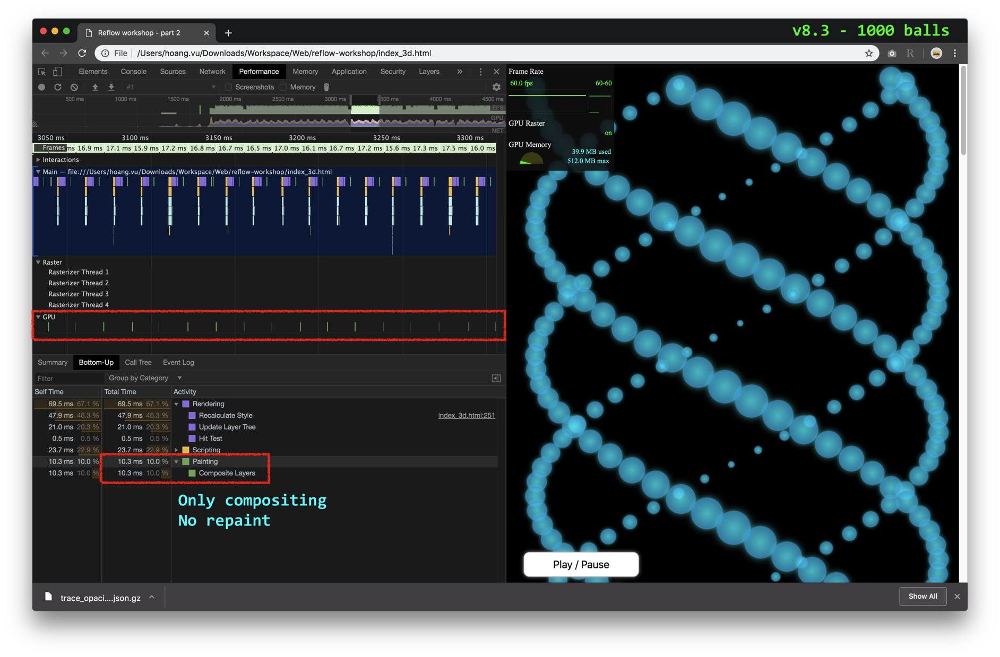 Reflow workshop - part 2
v8.3 - 1000 balls
File
/Users/hoang.vu/Downloads/Workspace/Web/reflow-workshop/index_3d.html
R
Elements Console Sources Network Performance Memory Application Security Layers »
#1 Screenshots Memory
500 ms 1000 ms 1500 ms 2000 ms 2500 ms 3000 ms 500 ms 4000 ms 4500 ms
FPS
CPU
NET
3050 ms 3100 ms 3150 ms 3200 ms 3250 ms 3300 ms
Frames ms 16.9 ms 17.1 ms 15.9 ms 17.2 ms 16.8 ms 16.7 ms 16.5 ms 17.0 ms 16.1 ms 16.7 ms 17.2 ms 15.6 ms 17.3 ms 17.5 ms 16.0 ms
Interactions
Main — file:///Users/hoang.vu/Downloads/Workspace/Web/reflow-workshop/index_3d.html
Raster
Rasterizer Thread 1
Rasterizer Thread 2
Rasterizer Thread 3
Rasterizer Thread 4
GPU
Summary Bottom-Up Call Tree Event Log
Filter Group by Category
Self Time Total Time Activity
69.5 ms 67.1 % 69.5 ms 67.1 % Rendering
47.9 ms 46.3 % 47.9 ms 46.3 % Recalculate Style index_3d.html:251
21.0 ms 20.3 % 21.0 ms 20.3 % Update Layer Tree
0.5 ms 0.5 % 0.5 ms 0.5 % Hit Test
23.7 ms 22.9 % 23.7 ms 22.9 % Scripting
10.3 ms 10.0 % 10.3 ms 10.0 % Painting
10.3 ms 10.0 % 10.3 ms 10.0 % Composite Layers
Only compositing
No repaint
Frame Rate
60.0 fps 60-60
GPU Raster
on
GPU Memory
39.9 MB used
512.0 MB max
Play / Pause
trace_opaci....json.gz
Show All